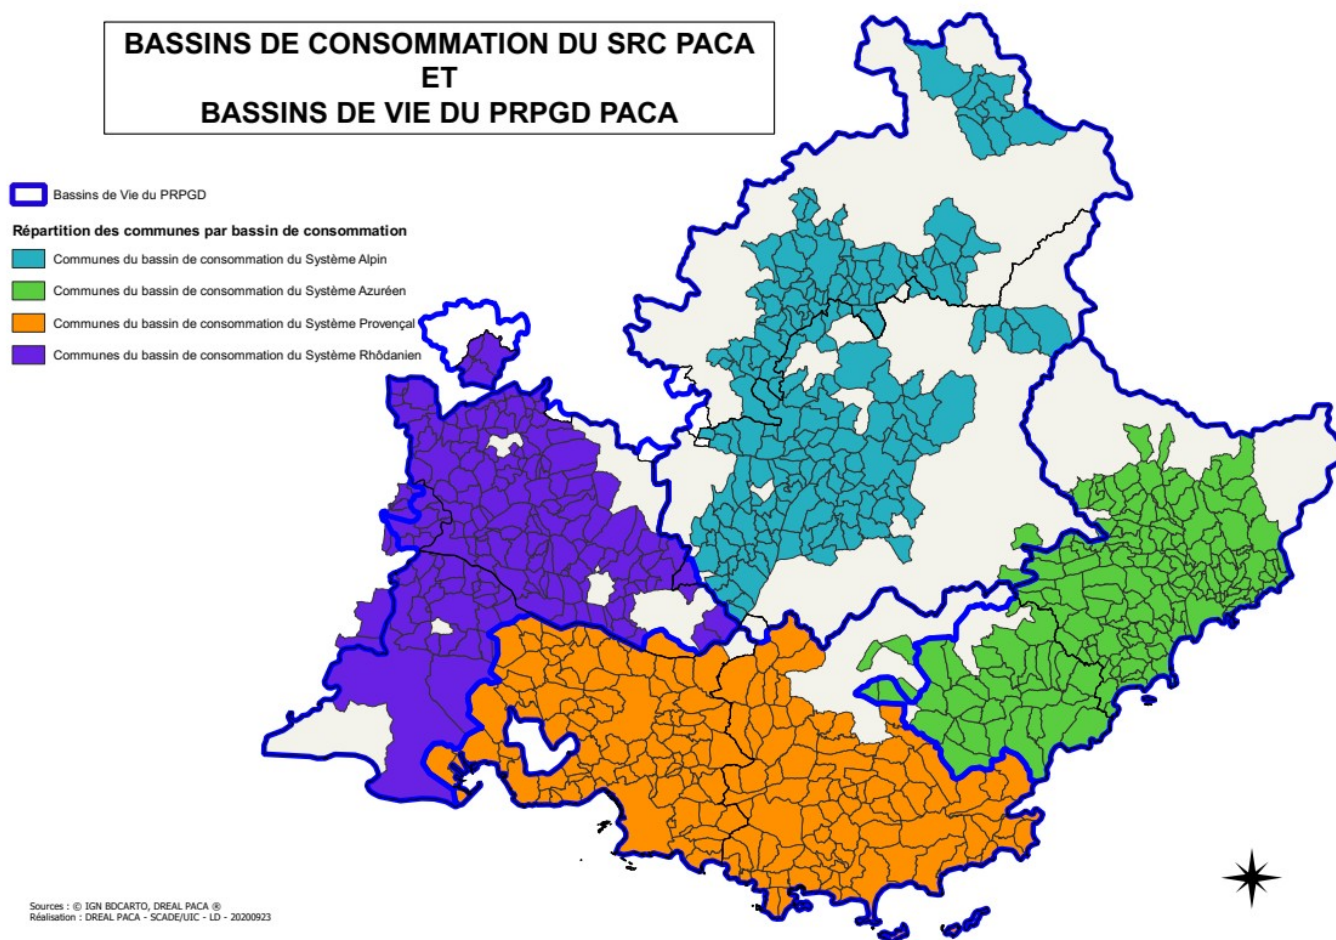 BASSINS DE CONSOMMATION DU SRC PACA
ET
BASSINS DE VIE DU PRPGD PACA
Bassins de Vie du PRPGD
Répartition des communes par bassin de consommation
Communes du bassin de consommation du Système Alpin
Communes du bassin de consommation du Système Azuréen
Communes du bassin de consommation du Système Provençal
Communes du bassin de consommation du Système Rhôdanien
Sources : © IGN BDCARTO, DREAL PACA ®
Réalisation : DREAL PACA - SCADE/UIC - LD - 20200923